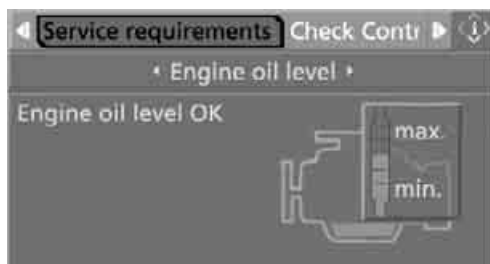 Service requirements Check Contr
Engine oil level
Engine oil level OK
max.
min.